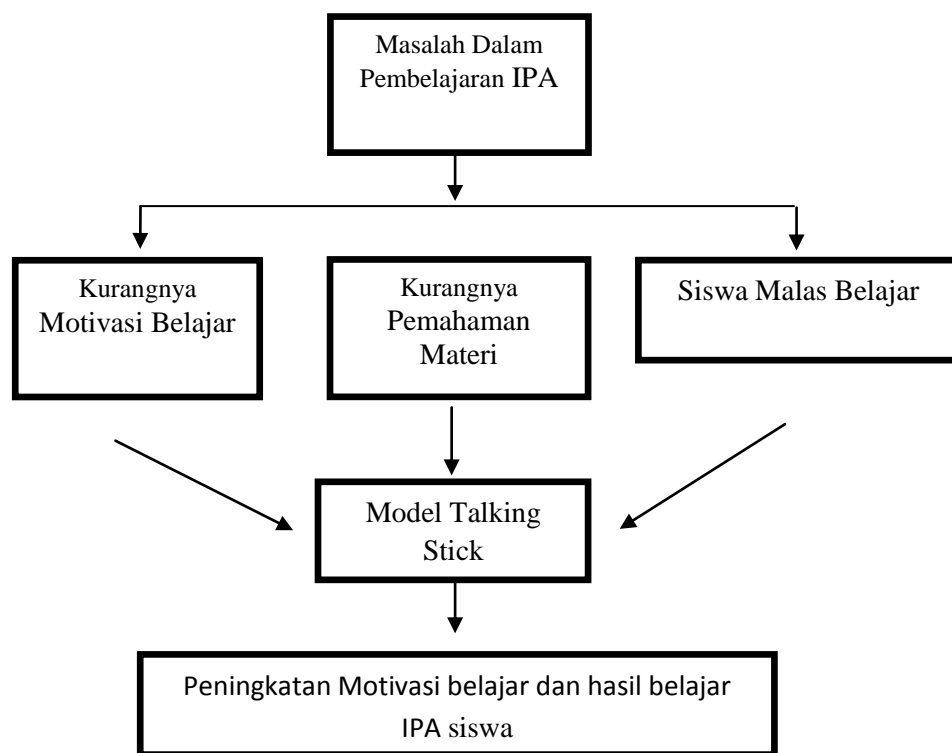 Masalah Dalam
Pembelajaran IPA
Kurangnya
Motivasi Belajar
Kurangnya
Pemahaman
Materi
Siswa Malas Belajar
Model Talking
Stick
Peningkatan Motivasi belajar dan hasil belajar
IPA siswa